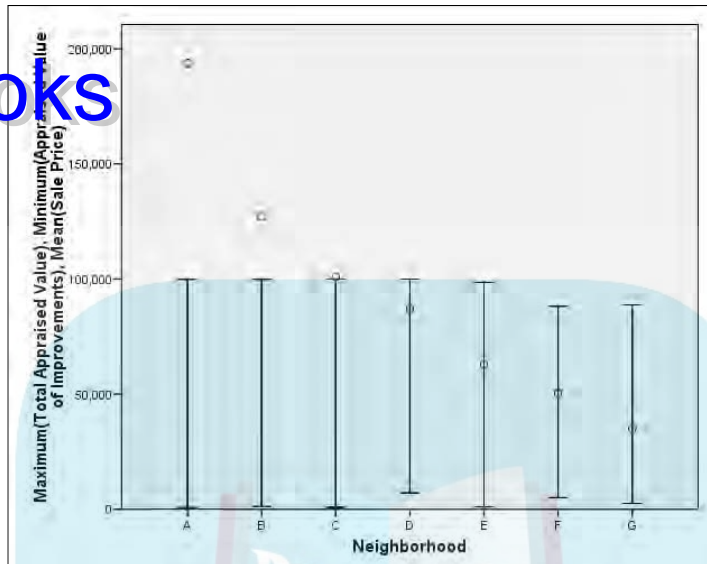 Maximum(Total Appraised Value), Minimum(Appraised Value
of Improvements), Mean(Sale Price)
oks
200,000
150,000
100,000
50,000
0
A B C D E F G
Neighborhood